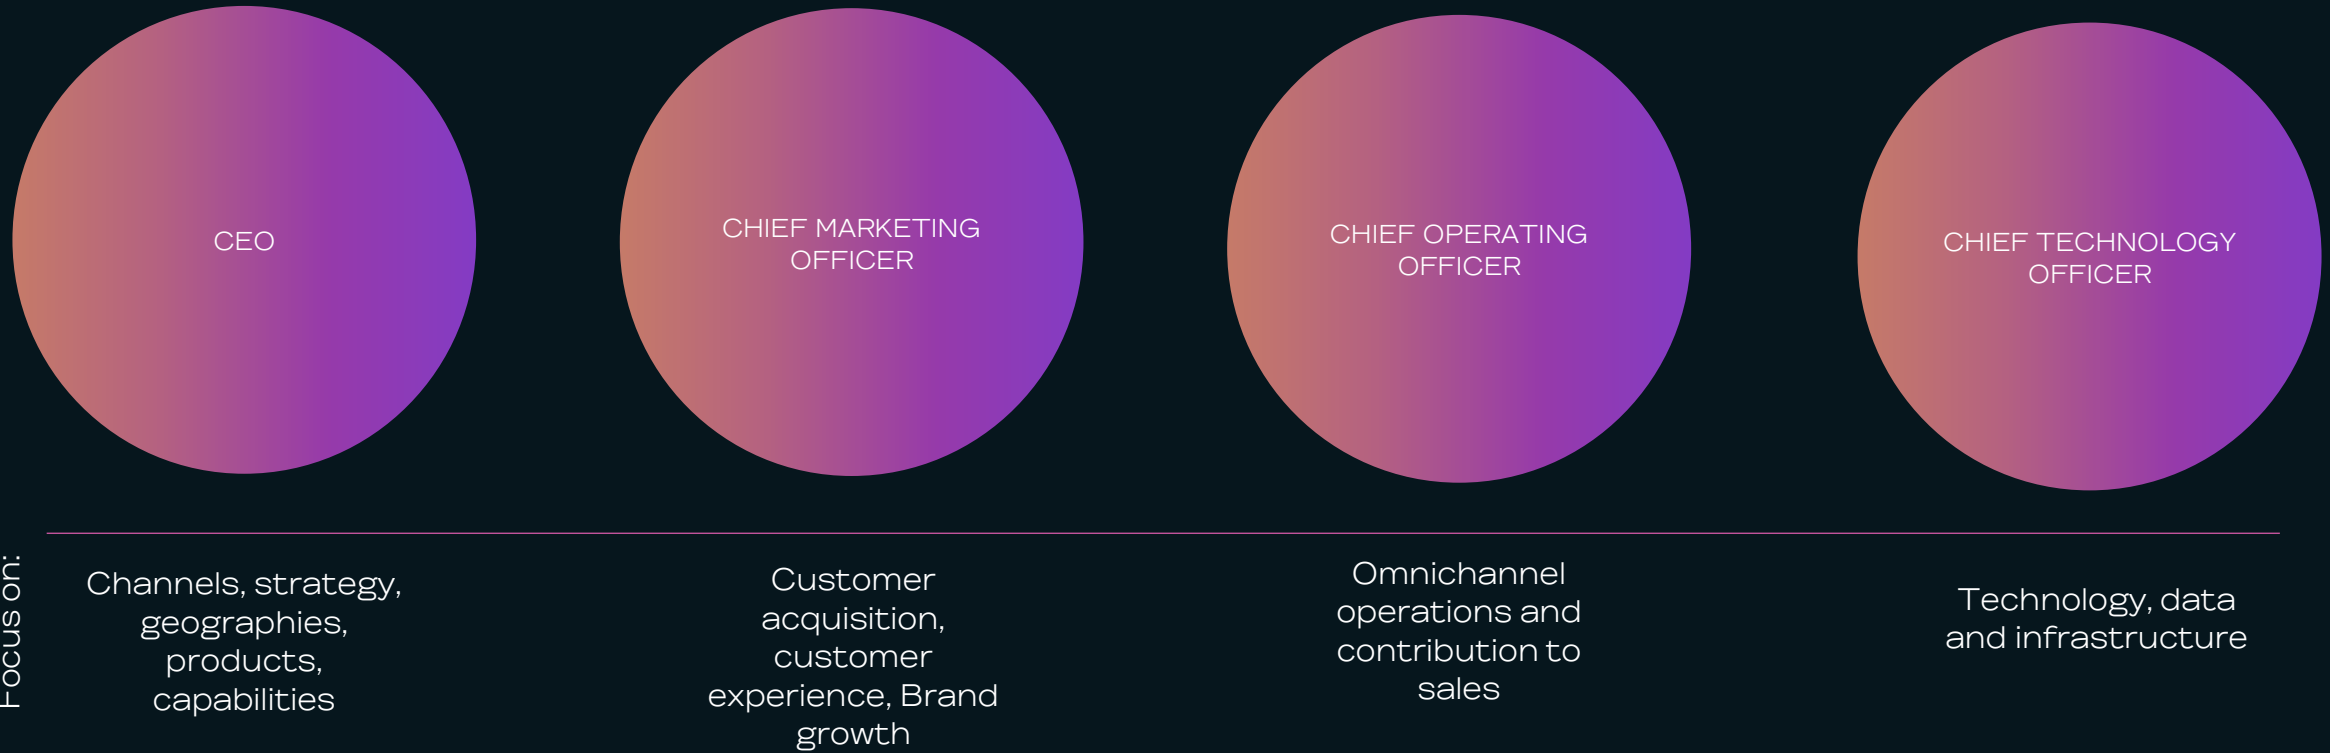 CEO
CHIEF MARKETING
OFFICER
CHIEF OPERATING
OFFICER
CHIEF TECHNOLOGY
OFFICER
Focus on:
Channels, strategy,
geographies,
products,
capabilities
Customer
acquisition,
customer
experience, Brand
growth
Omnichannel
operations and
contribution to
sales
Technology, data
and infrastructure